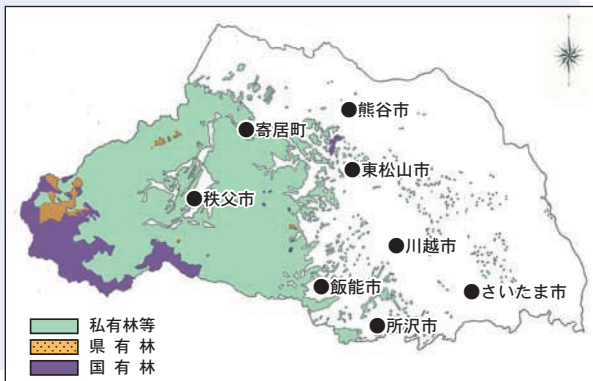 熊谷市
寄居町
東松山市
秩父市
川越市
飯能市
さいたま市
所沢市
私有林等
県有林
国有林